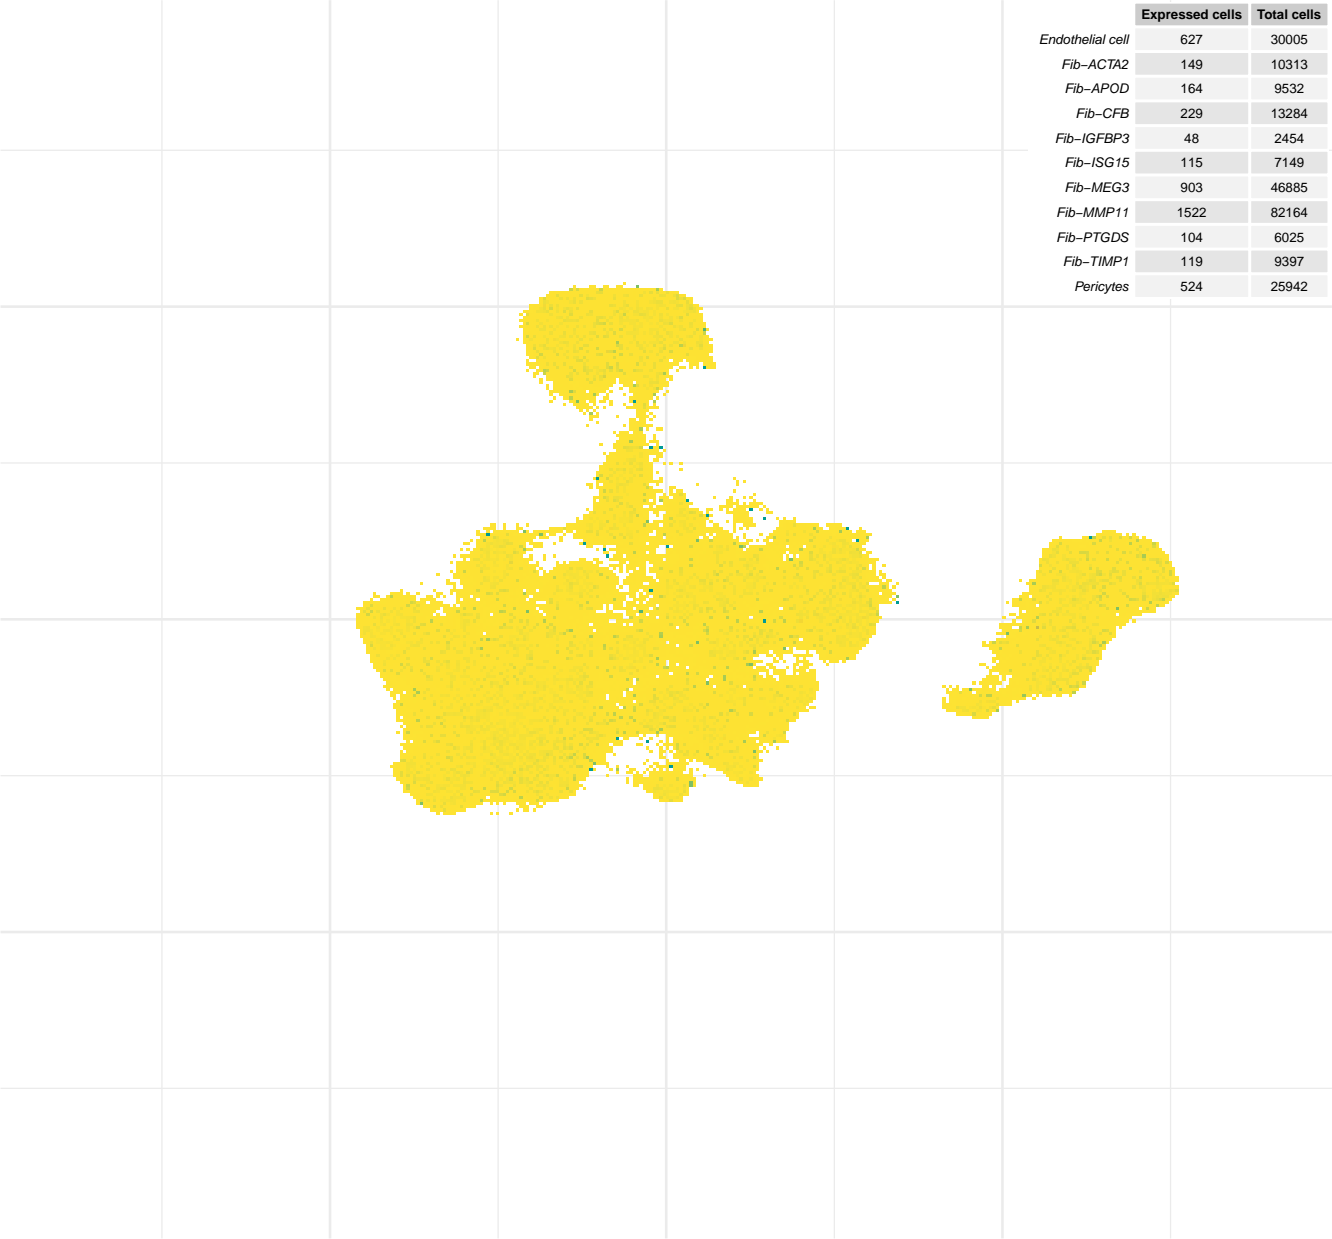 Expressed cells Total cells
Endothelial cell 627 30005
Fib−ACTA2 149 10313
Fib−APOD 164 9532
Fib−CFB 229 13284
Fib−IGFBP3 48 2454
Fib−ISG15 115 7149
Fib−MEG3 903 46885
Fib−MMP11 1522 82164
Fib−PTGDS 104 6025
Fib−TIMP1 119 9397
Pericytes 524 25942